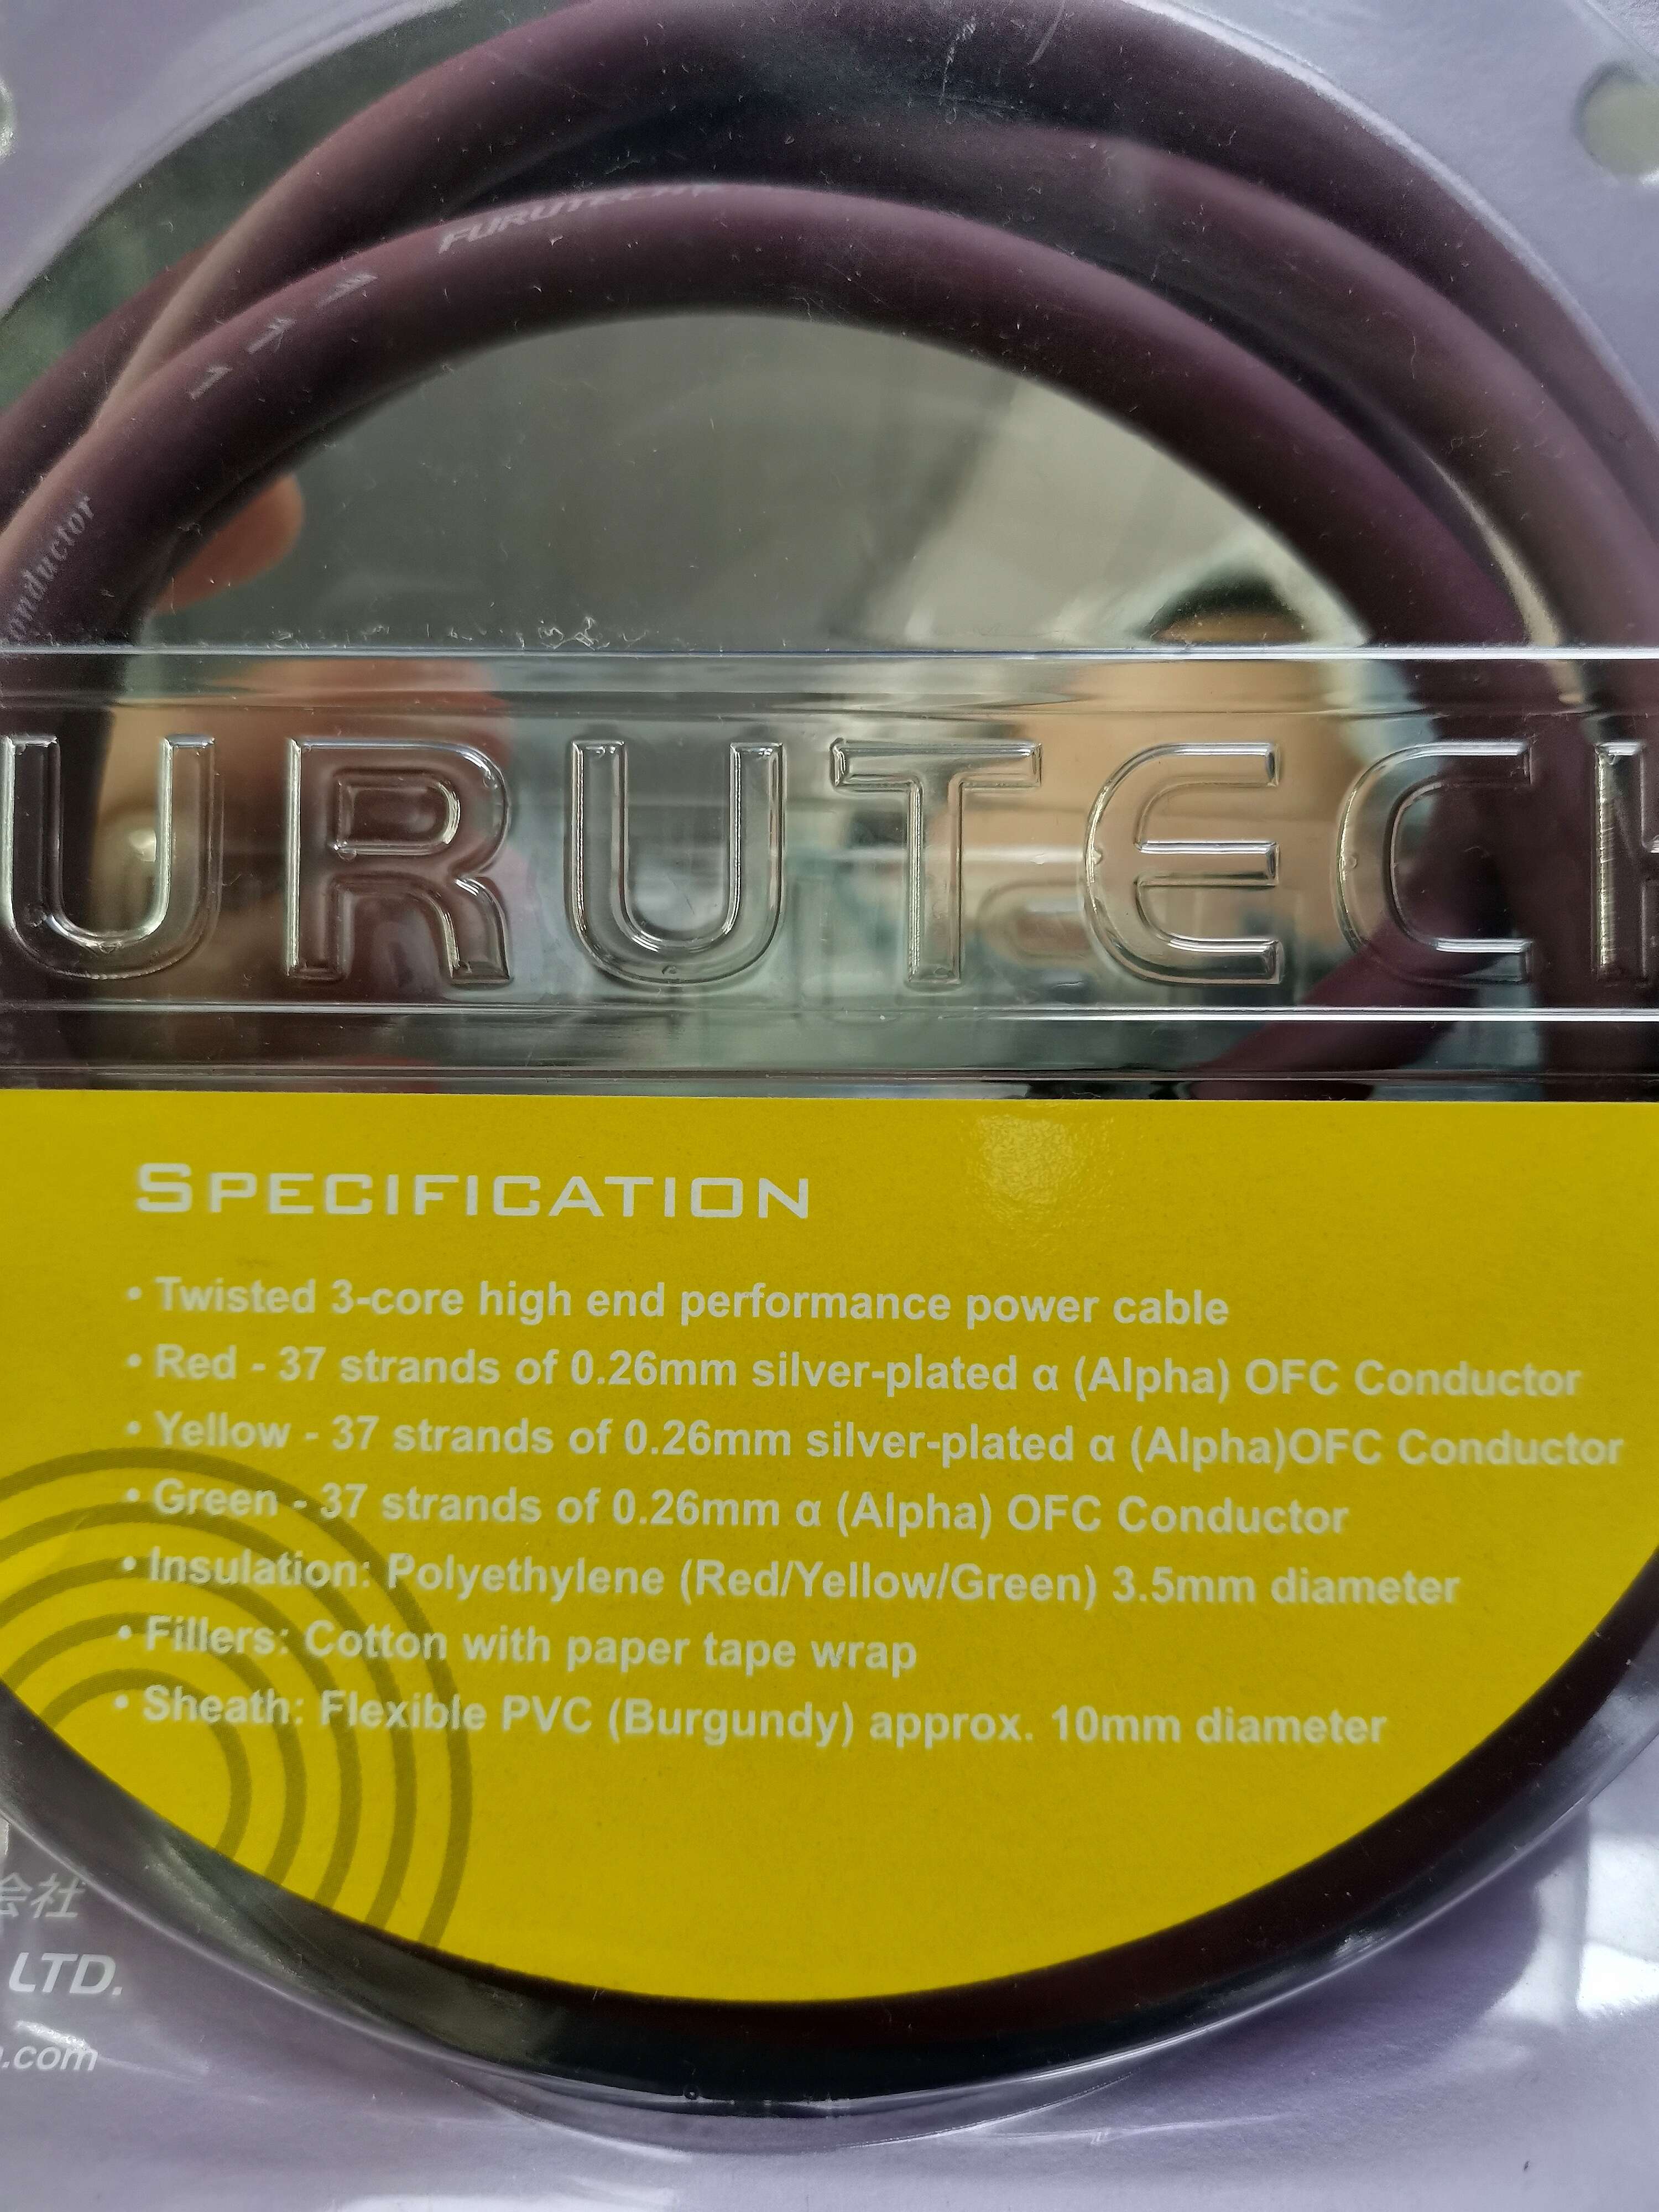 FURUTECH
onductor
URUTECH
SPECIFICATION
• Twisted 3-core high end performance power cable
• Red - 37 strands of 0.26mm silver-plated α (Alpha) OFC Conductor
• Yellow - 37 strands of 0.26mm silver-plated α (Alpha)OFC Conductor
• Green - 37 strands of 0.26mm α (Alpha) OFC Conductor
• Insulation: Polyethylene (Red/Yellow/Green) 3.5mm diameter
• Fillers: Cotton with paper tape wrap
• Sheath: Flexible PVC (Burgundy) approx. 10mm diameter
会社
LTD.
.com